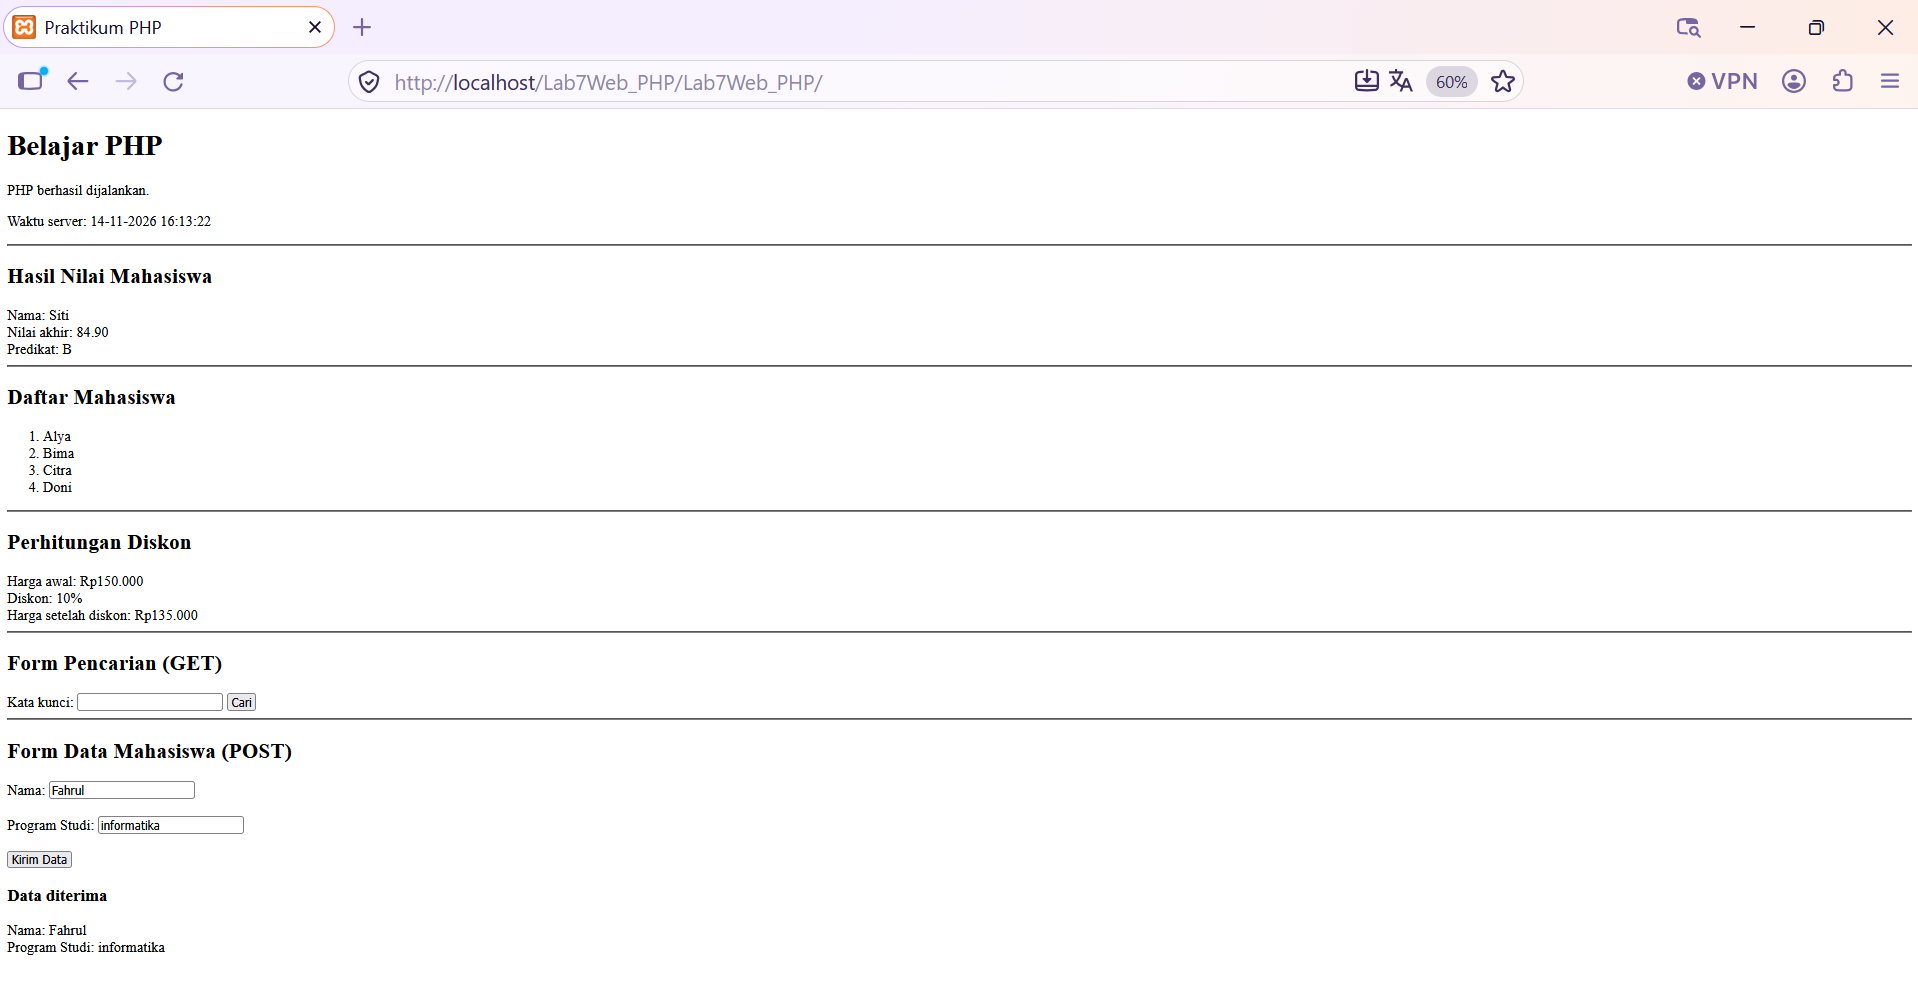 Praktikum PHP
http://localhost/Lab7Web_PHP/Lab7Web_PHP/
60%
VPN
Belajar PHP
PHP berhasil dijalankan.
Waktu server: 14-11-2026 16:13:22
Hasil Nilai Mahasiswa
Nama: Siti
Nilai akhir: 84.90
Predikat: B
Daftar Mahasiswa
1. Alya
2. Bima
3. Citra
4. Doni
Perhitungan Diskon
Harga awal: Rp150.000
Diskon: 10%
Harga setelah diskon: Rp135.000
Form Pencarian (GET)
Kata kunci: Cari
Form Data Mahasiswa (POST)
Nama: Fahrul
Program Studi: informatika
Kirim Data
Data diterima
Nama: Fahrul
Program Studi: informatika